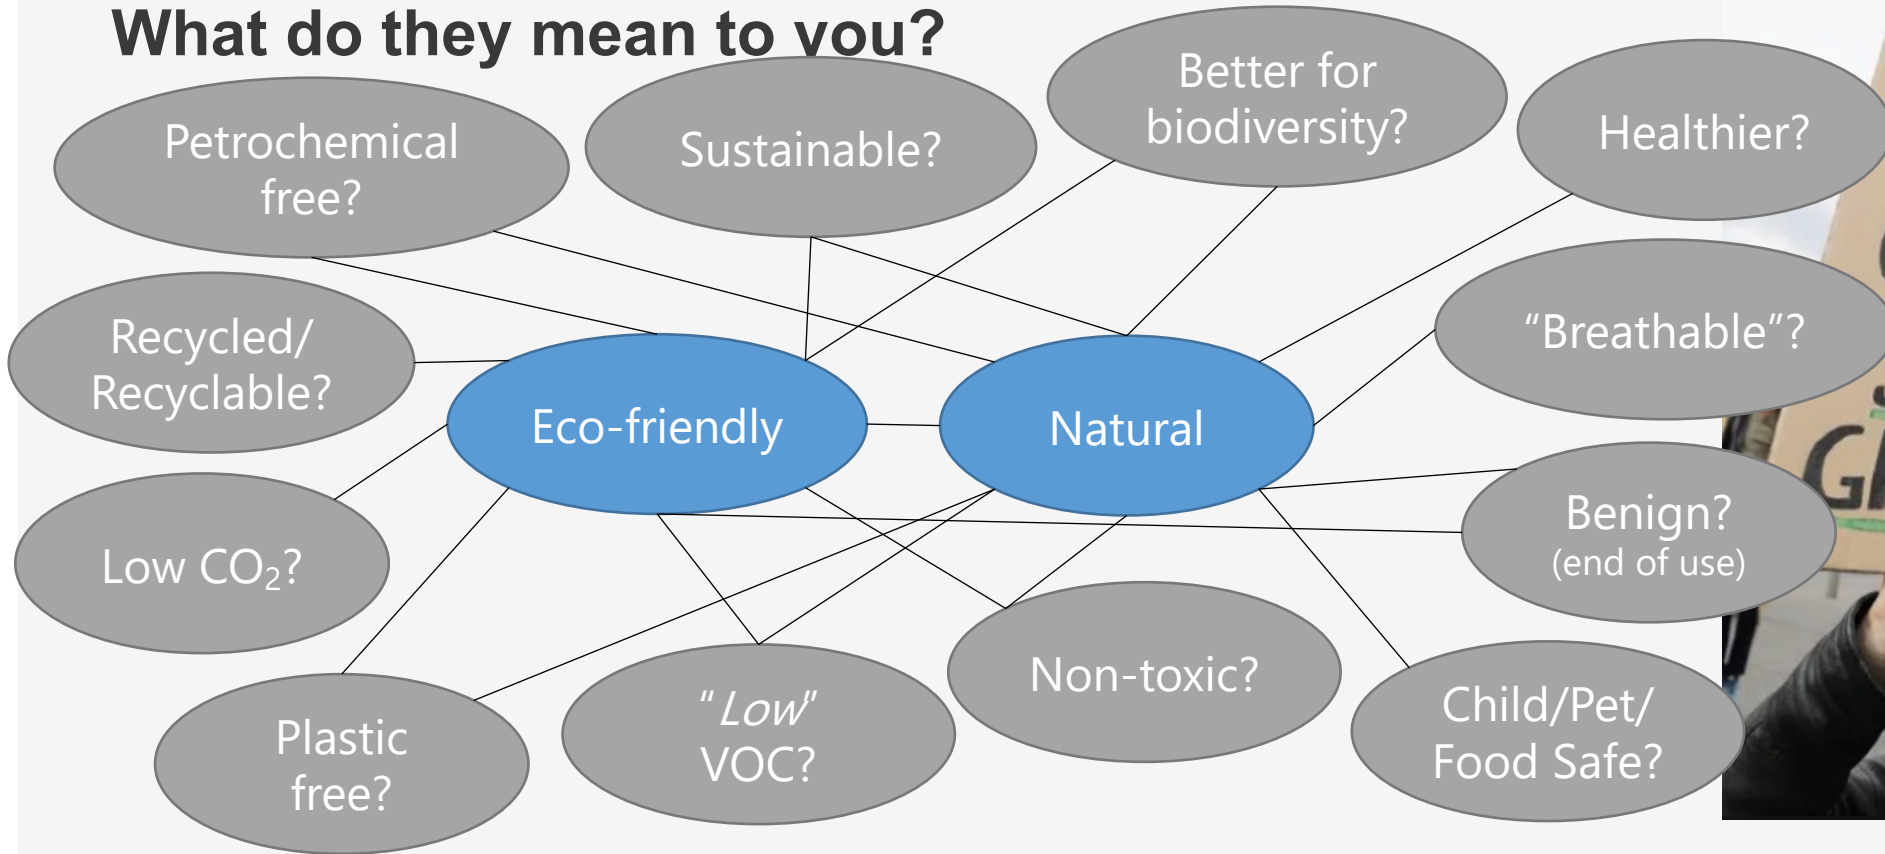 What do they mean to you?
Petrochemical
free?
Sustainable?
Better for
biodiversity?
Healthier?
Recycled/
Recyclable?
"Breathable"?
Eco-friendly
Natural
Low CO₂?
Benign?
(end of use)
Plastic
free?
"Low"
VOC?
Non-toxic?
Child/Pet/
Food Safe?